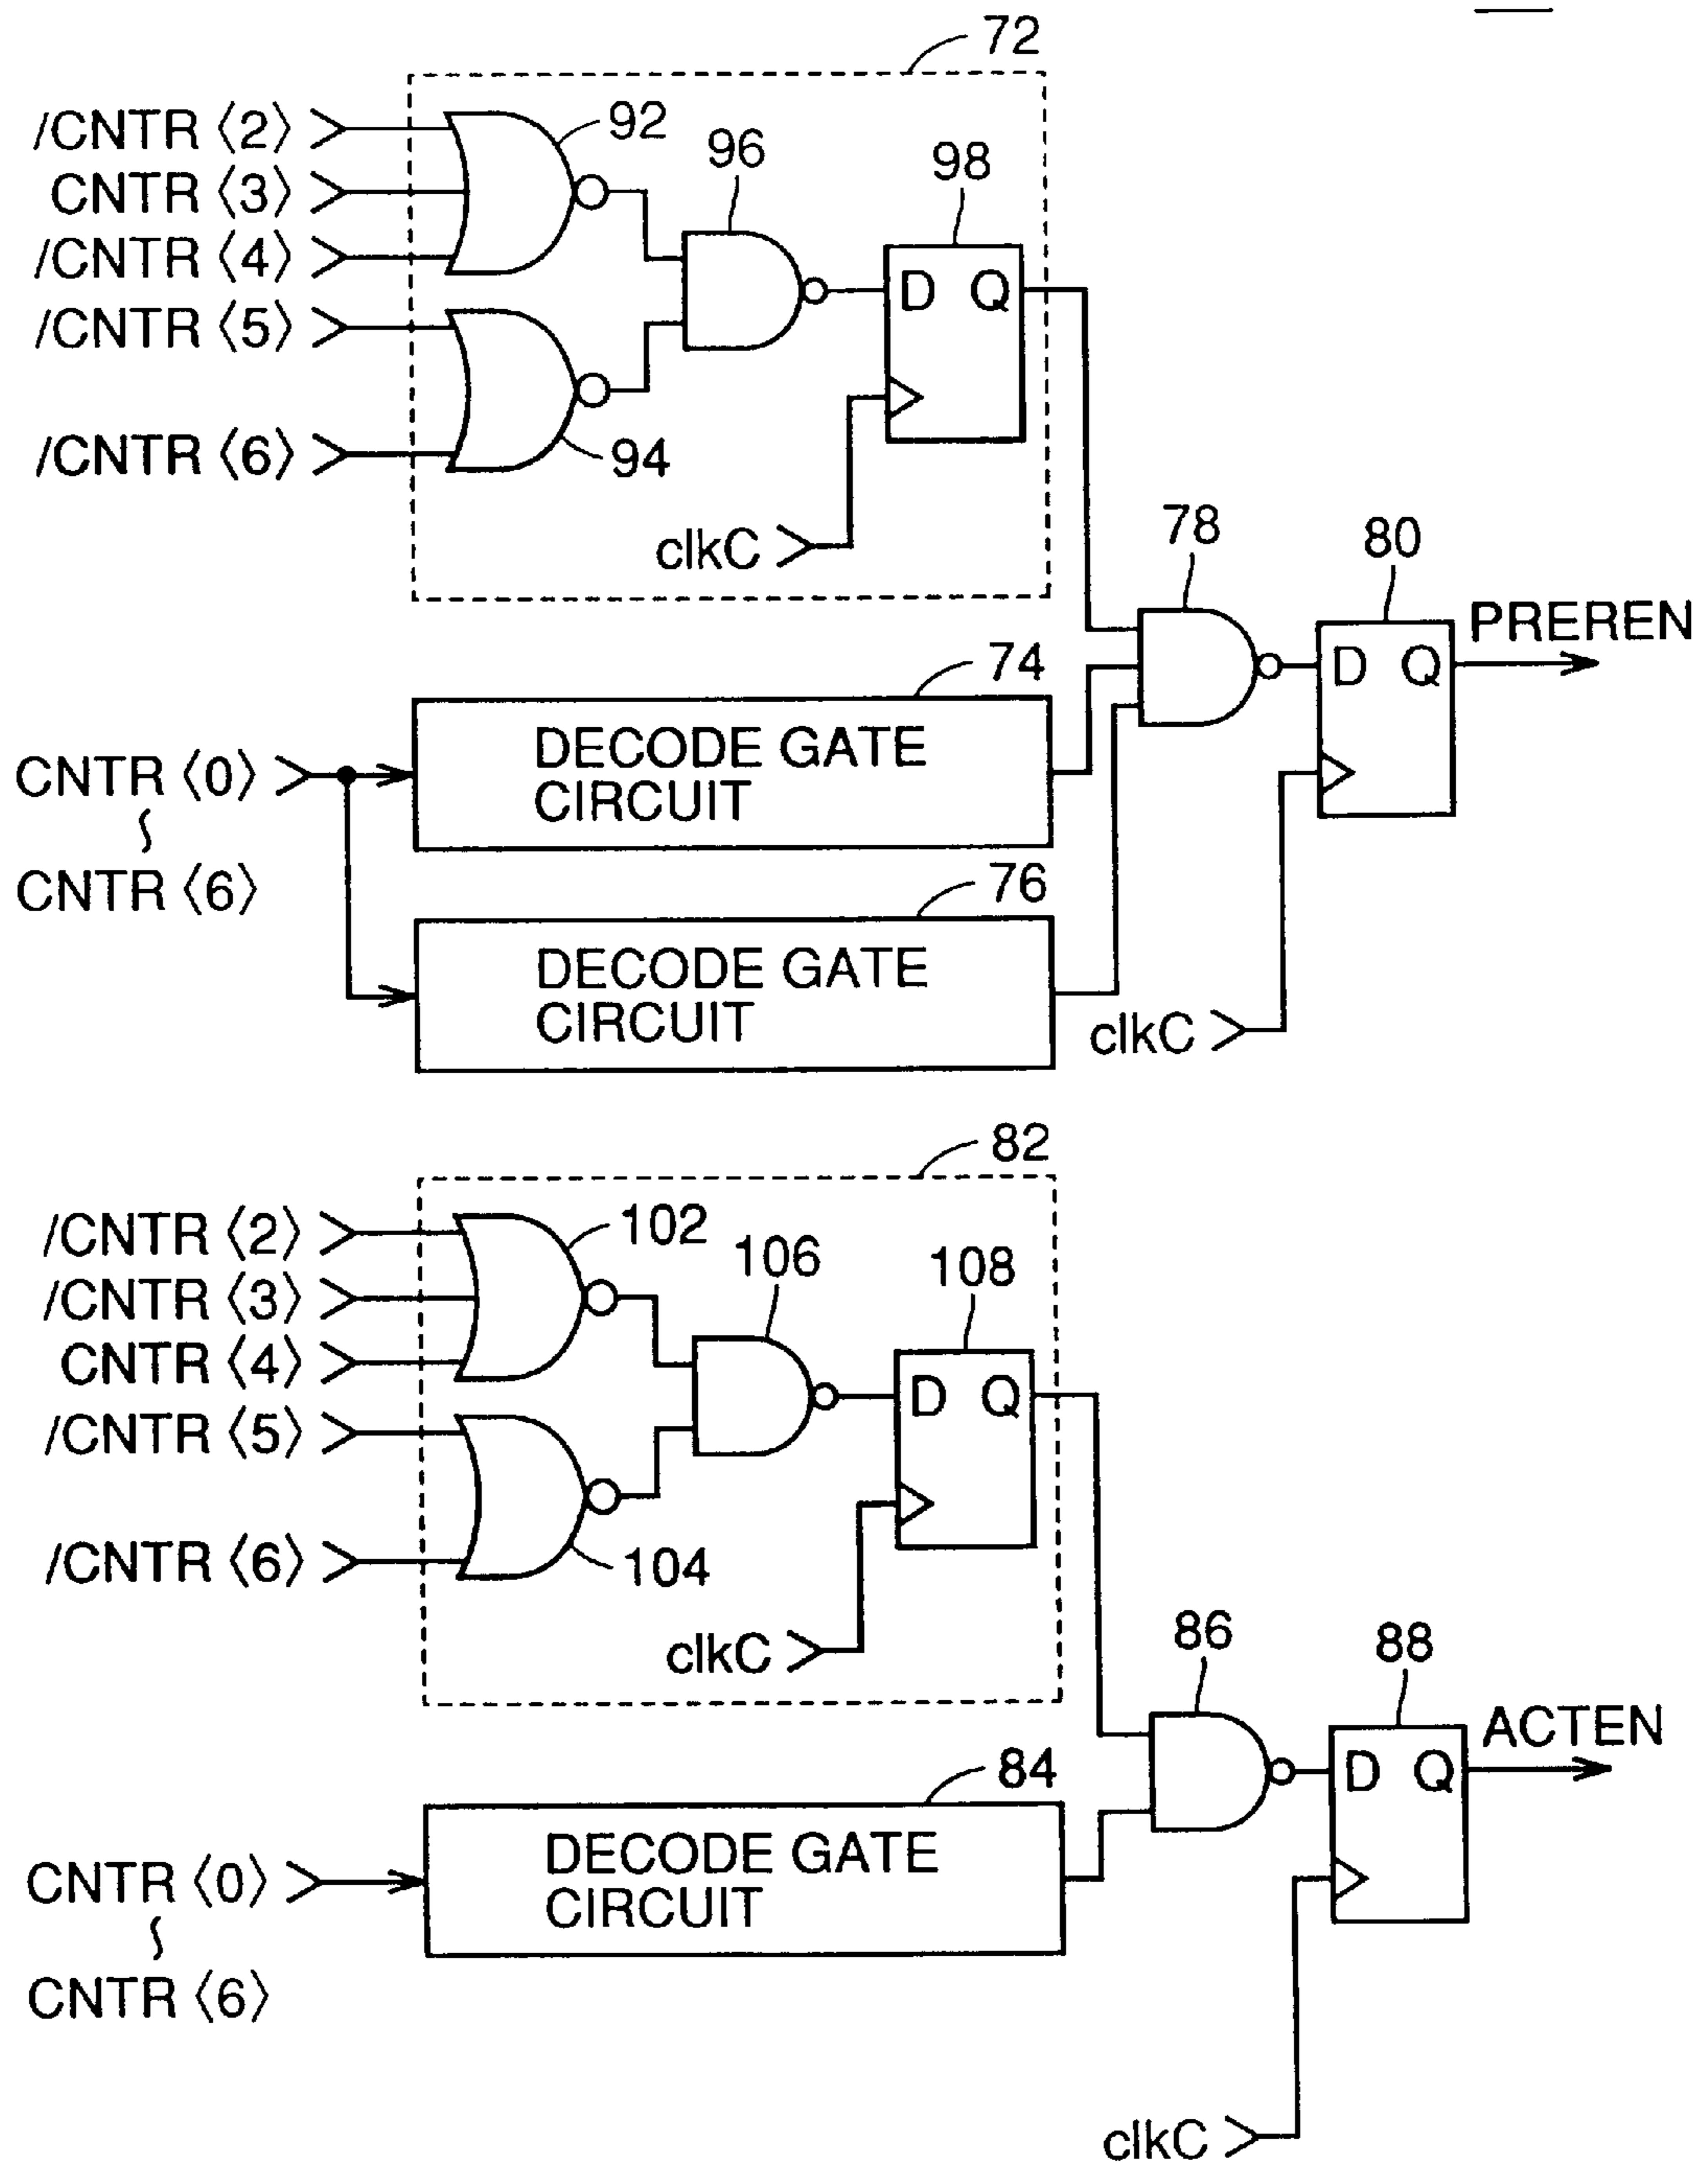 72
/CNTR〈2〉
92
96
98
CNTR〈3〉
/CNTR〈4〉
D Q
/CNTR〈5〉
/CNTR〈6〉
94
clkC
78
80
PREREN
D Q
74
DECODE GATE
CIRCUIT
CNTR〈0〉
~
CNTR〈6〉
76
DECODE GATE
CIRCUIT
clkC
82
/CNTR〈2〉
102
106
108
/CNTR〈3〉
CNTR〈4〉
D Q
/CNTR〈5〉
/CNTR〈6〉
104
clkC
86
88
ACTEN
D Q
84
DECODE GATE
CIRCUIT
CNTR〈0〉
~
CNTR〈6〉
clkC